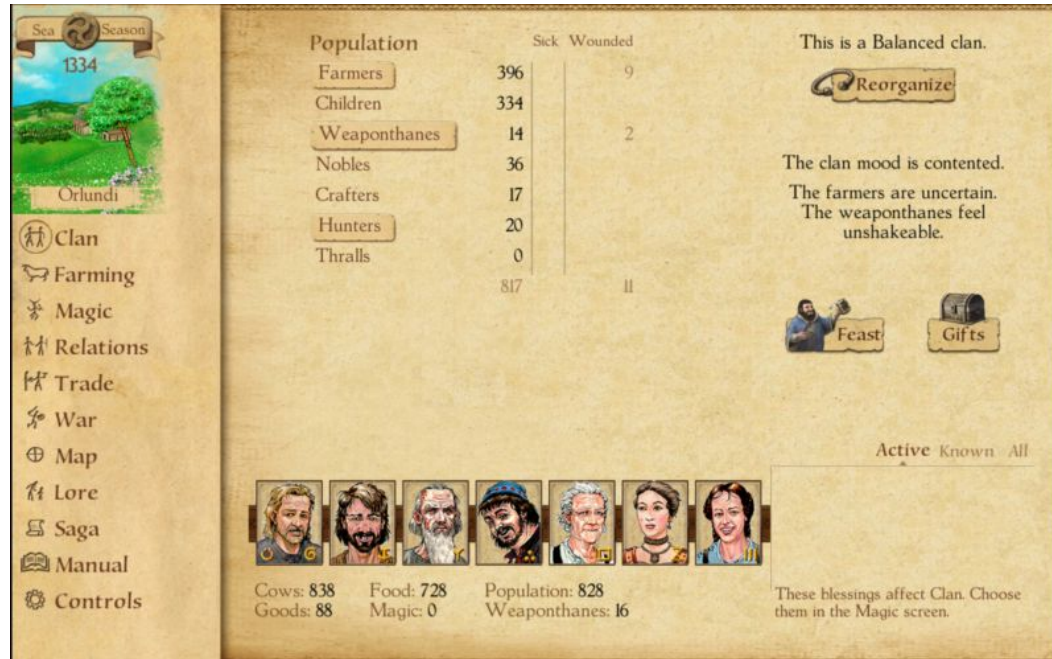 Sea Season
1334
Orlundi
Clan
Farming
Magic
Relations
Trade
War
Map
Lore
Saga
Manual
Controls
Population Sick Wounded
Farmers 396 9
Children 334
Weaponthanes 14 2
Nobles 36
Crafters 17
Hunters 20
Thralls 0
817 11
This is a Balanced clan.
Reorganize
The clan mood is contented.
The farmers are uncertain.
The weaponthanes feel
unshakeable.
Feast
Gifts
Active Known All
These blessings affect Clan. Choose
them in the Magic screen.
Cows: 838 Food: 728 Population: 828
Goods: 88 Magic: 0 Weaponthanes: 16